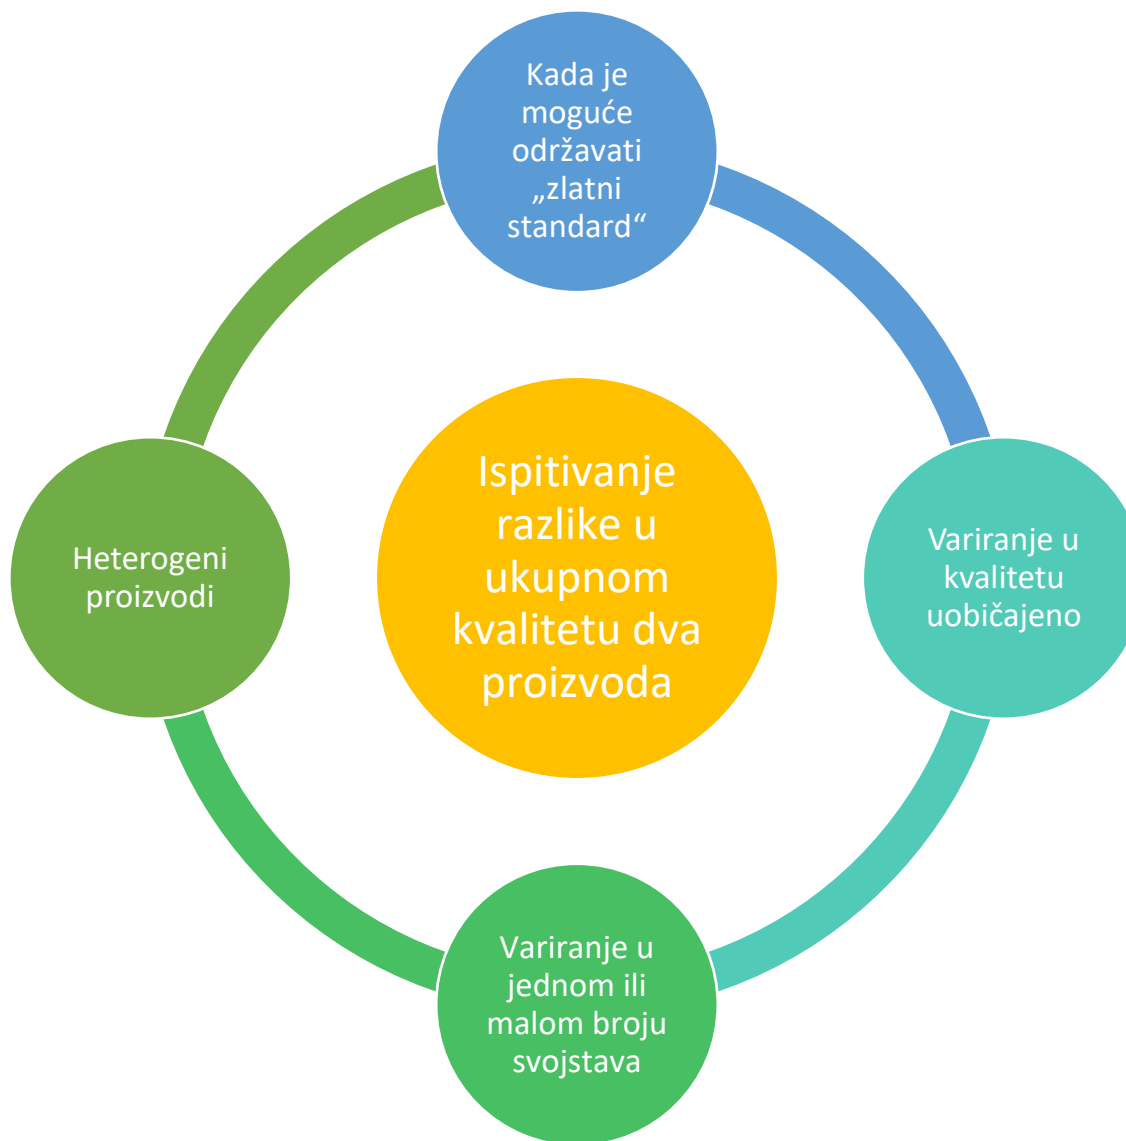 Kada je
moguće
održavati
„zlatni
standard“
Ispitivanje
razlike u
ukupnom
kvalitetu dva
proizvoda
Heterogeni
proizvodi
Variranje u
kvalitetu
uobičajeno
Variranje u
jednom ili
malom broju
svojstava